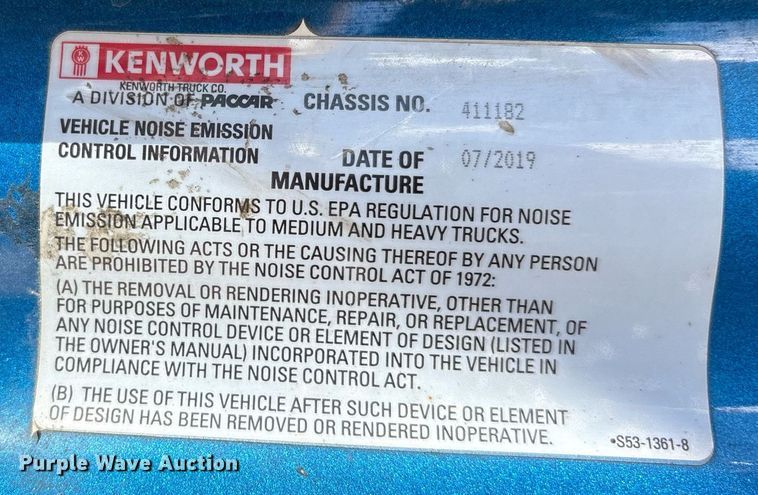 KW KENWORTH
KENWORTH TRUCK CO.
A DIVISION OF PACCAR CHASSIS NO. 411182
VEHICLE NOISE EMISSION
CONTROL INFORMATION DATE OF 07/2019
MANUFACTURE
THIS VEHICLE CONFORMS TO U.S. EPA REGULATION FOR NOISE
EMISSION APPLICABLE TO MEDIUM AND HEAVY TRUCKS.
THE FOLLOWING ACTS OR THE CAUSING THEREOF BY ANY PERSON
ARE PROHIBITED BY THE NOISE CONTROL ACT OF 1972:
(A) THE REMOVAL OR RENDERING INOPERATIVE, OTHER THAN
FOR PURPOSES OF MAINTENANCE, REPAIR, OR REPLACEMENT, OF
ANY NOISE CONTROL DEVICE OR ELEMENT OF DESIGN (LISTED IN
THE OWNER'S MANUAL) INCORPORATED INTO THE VEHICLE IN
COMPLIANCE WITH THE NOISE CONTROL ACT.
(B) THE USE OF THIS VEHICLE AFTER SUCH DEVICE OR ELEMENT
OF DESIGN HAS BEEN REMOVED OR RENDERED INOPERATIVE.
•S53-1361-8
Purple Wave Auction